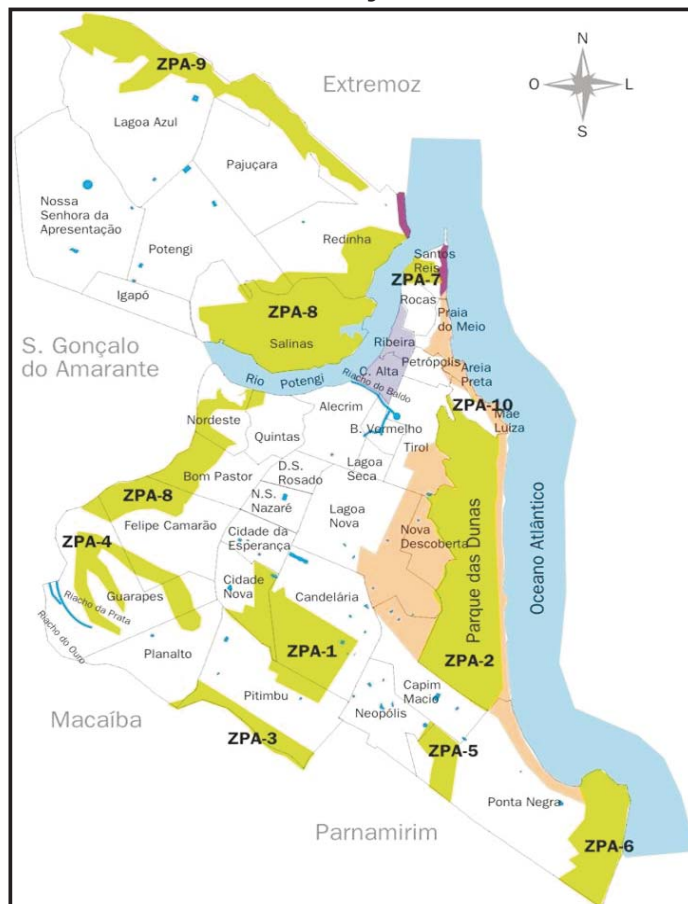 N
ZPA-9
Extremoz
O
L
S
Lagoa Azul
Pajuçara
Nossa
Senhora da
Apresentação
Redinha
Potengi
Santos
Reis
ZPA-7
Igapó
Rocas
ZPA-8
Praia
do Meio
Salinas
Ribeira
S. Gonçalo
do Amarante
Petrópolis
Areia
Preta
C. Alta
Riacho do Baldo
Rio Potengi
Alecrim
ZPA-10
Mãe
Luiza
Nordeste
B. Vermelho
Quintas
Tirol
Bom Pastor
D.S.
Rosado
Lagoa
Seca
ZPA-8
N.S.
Nazaré
Felipe Camarão
Cidade da
Esperança
Lagoa
Nova
Nova
Descoberta
Parque das Dunas
Oceano Atlântico
ZPA-4
Cidade
Nova
Candelária
Riacho da Prata
Guarapes
Riacho do Ouro
Planalto
ZPA-1
ZPA-2
Pitimbu
Capim
Macio
Neopólis
Macaíba
ZPA-3
ZPA-5
Ponta Negra
Parnamirim
ZPA-6